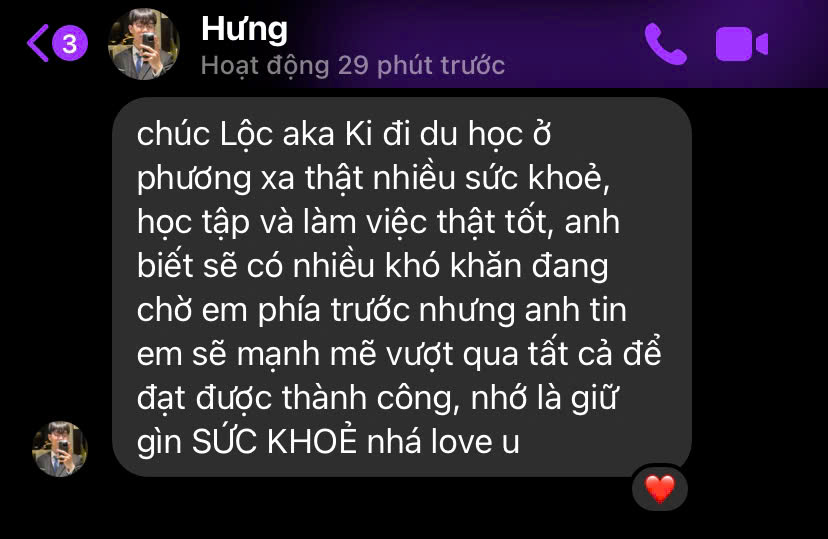 3
Hưng
Hoạt động 29 phút trước
chúc Lộc aka Ki đi du học ở
phương xa thật nhiều sức khoẻ,
học tập và làm việc thật tốt, anh
biết sẽ có nhiều khó khăn đang
chờ em phía trước nhưng anh tin
em sẽ mạnh mẽ vượt qua tất cả để
đạt được thành công, nhớ là giữ
gìn SỨC KHOẺ nhá love u